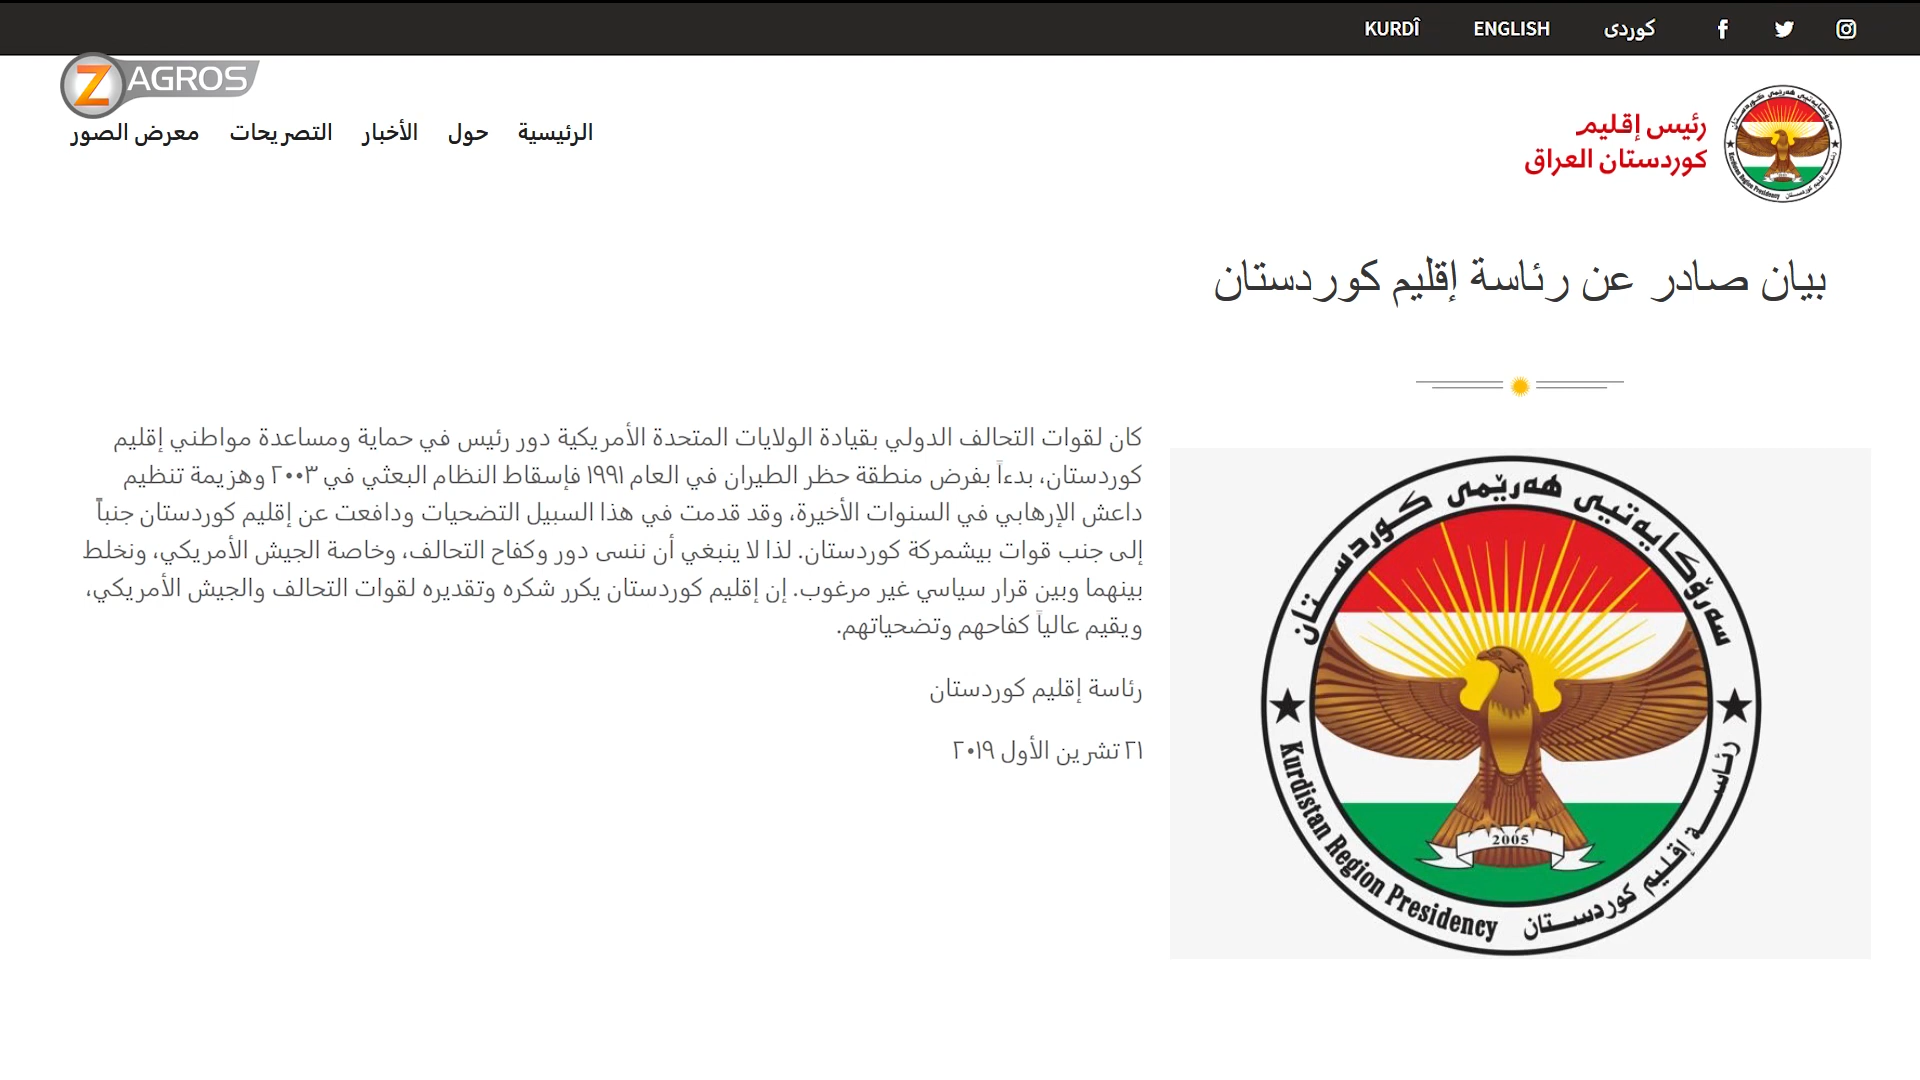 KURDÎ ENGLISH كوردى
ZAGROS
رئيس إقليم
كوردستان العراق
الرئيسية حول الأخبار التصريحات معرض الصور
بيان صادر عن رئاسة إقليم كوردستان
كان لقوات التحالف الدولي بقيادة الولايات المتحدة الأمريكية دور رئيس في حماية ومساعدة مواطني إقليم
كوردستان، بدءاً بفرض منطقة حظر الطيران في العام ١٩٩١ فإسقاط النظام البعثي في ٢٠٠٣ وهزيمة تنظيم
داعش الإرهابي في السنوات الأخيرة، وقد قدمت في هذا السبيل التضحيات ودافعت عن إقليم كوردستان جنباً
إلى جنب قوات بيشمركة كوردستان. لذا لا ينبغي أن ننسى دور وكفاح التحالف، وخاصة الجيش الأمريكي، ونخلط
بينهما وبين قرار سياسي غير مرغوب. إن إقليم كوردستان يكرر شكره وتقديره لقوات التحالف والجيش الأمريكي،
ويقيم عالياً كفاحهم وتضحياتهم.
رئاسة إقليم كوردستان
٢١ تشرين الأول ٢٠١٩
سەرۆكایەتیی هەرێمی كوردستان
2005
Kurdistan Region Presidency
رئاسة إقليم كوردستان